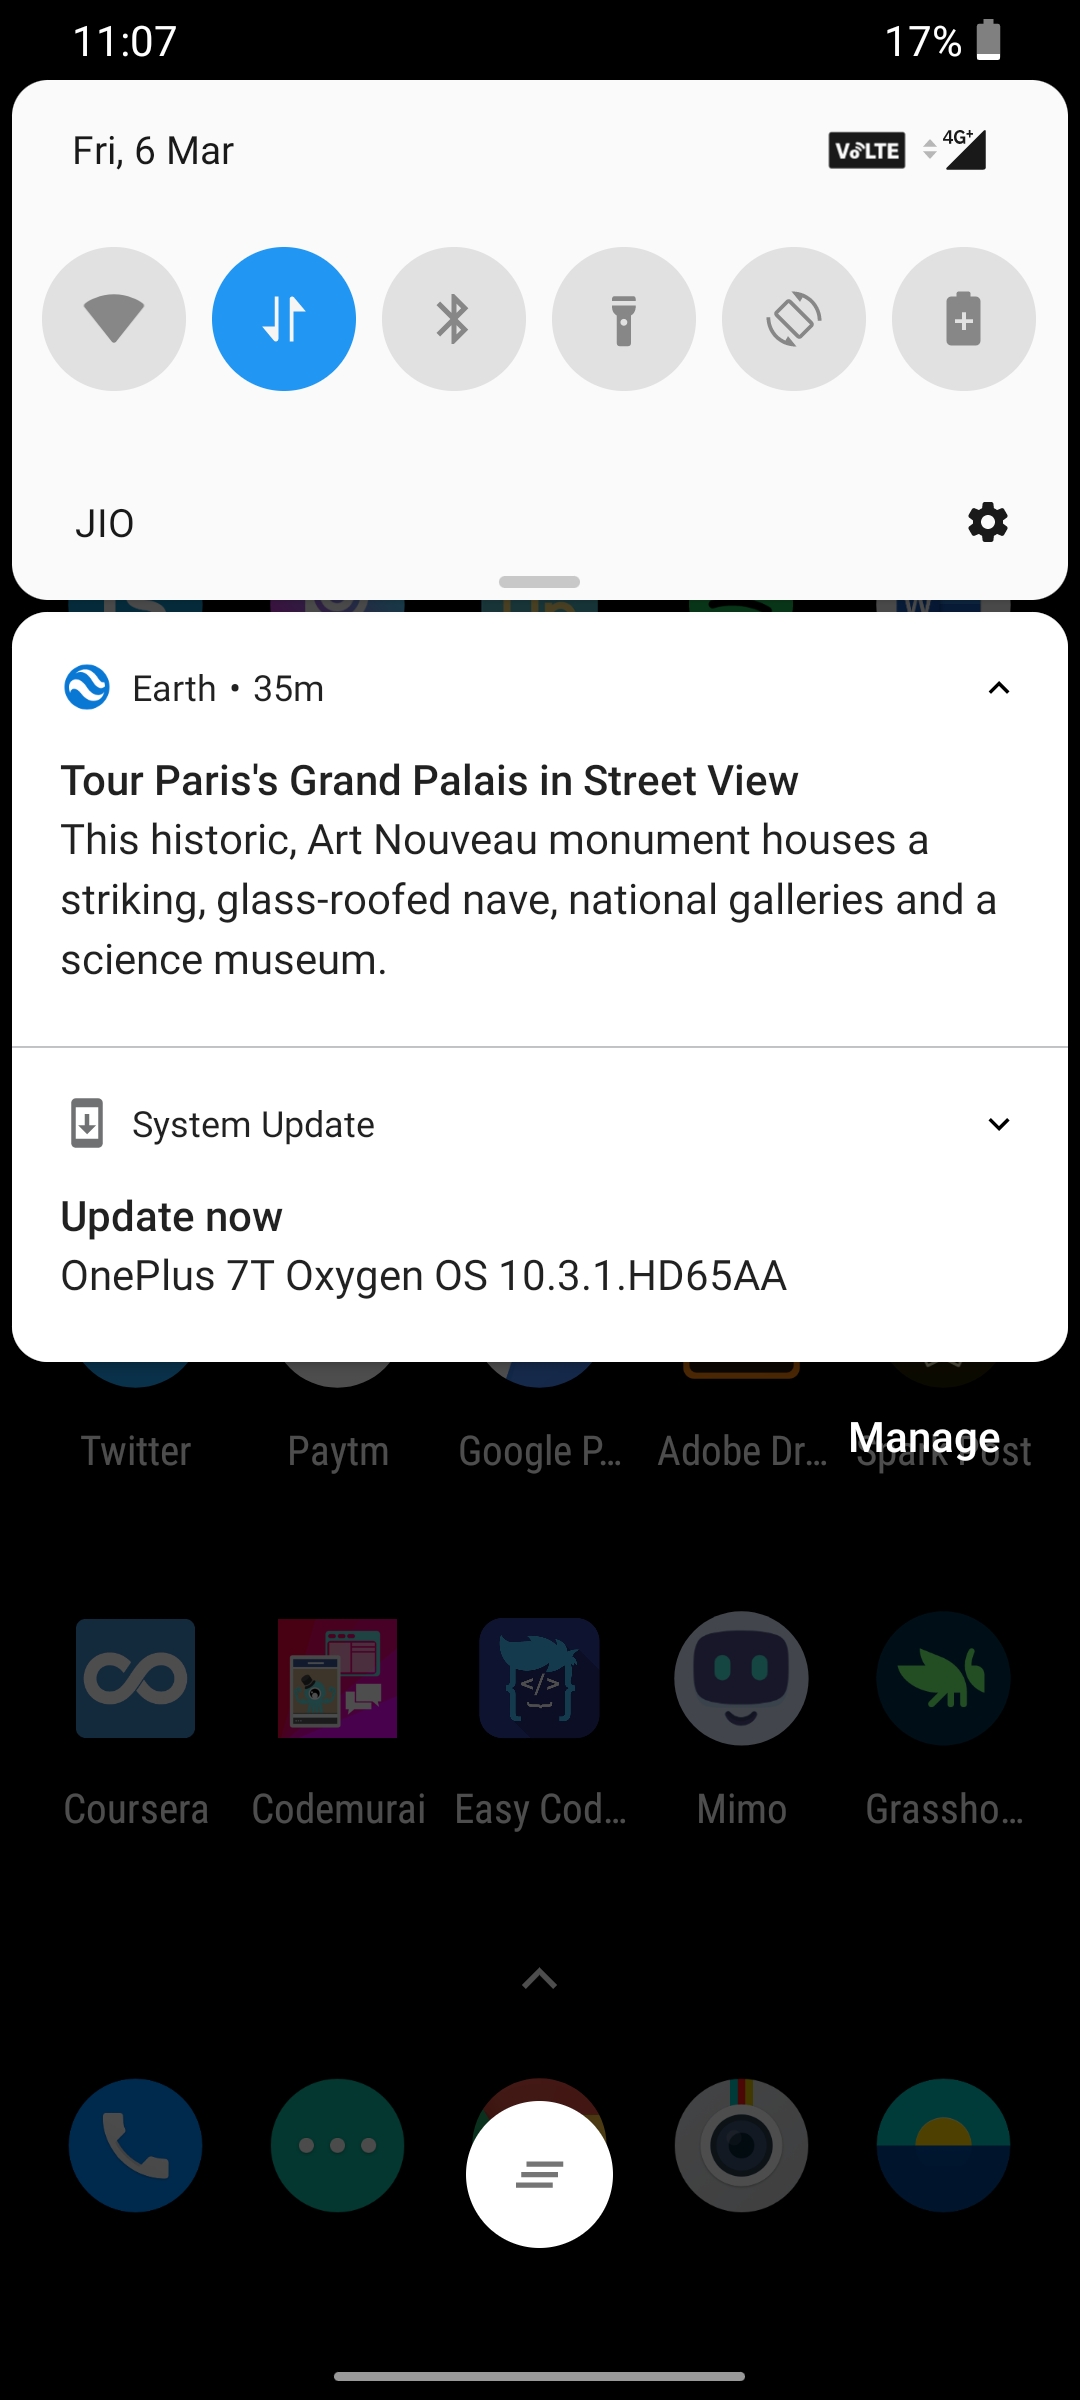 11:07
17%
Fri, 6 Mar
VoLTE
4G+
JIO
Earth • 35m
Tour Paris's Grand Palais in Street View
This historic, Art Nouveau monument houses a
striking, glass-roofed nave, national galleries and a
science museum.
System Update
Update now
OnePlus 7T Oxygen OS 10.3.1.HD65AA
Manage
Twitter
Paytm
Google P...
Adobe Dr...
Spark Post
Coursera
Codemurai
Easy Cod...
Mimo
Grassho...